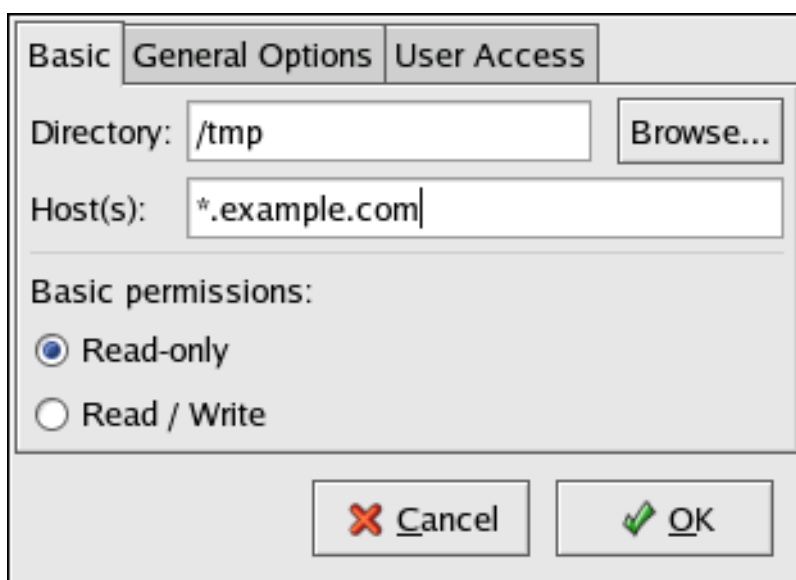 Basic General Options User Access
Directory: /tmp Browse...
Host(s): *.example.com
Basic permissions:
Read-only
Read / Write
Cancel OK